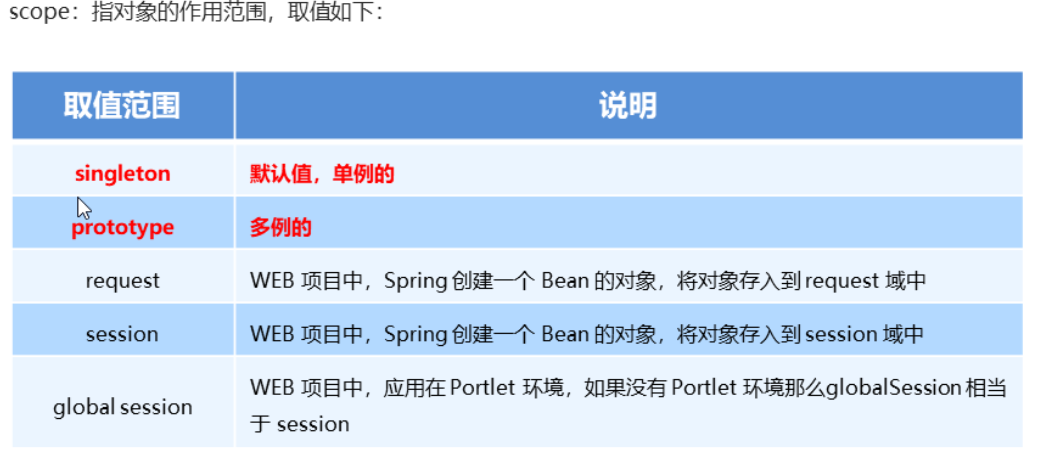 scope：指对象的作用范围，取值如下：
取值范围 说明
singleton 默认值，单例的
prototype 多例的
request WEB 项目中，Spring 创建一个 Bean 的对象，将对象存入到 request 域中
session WEB 项目中，Spring 创建一个 Bean 的对象，将对象存入到 session 域中
global session WEB 项目中，应用在 Portlet 环境，如果没有 Portlet 环境那么globalSession 相当
于 session